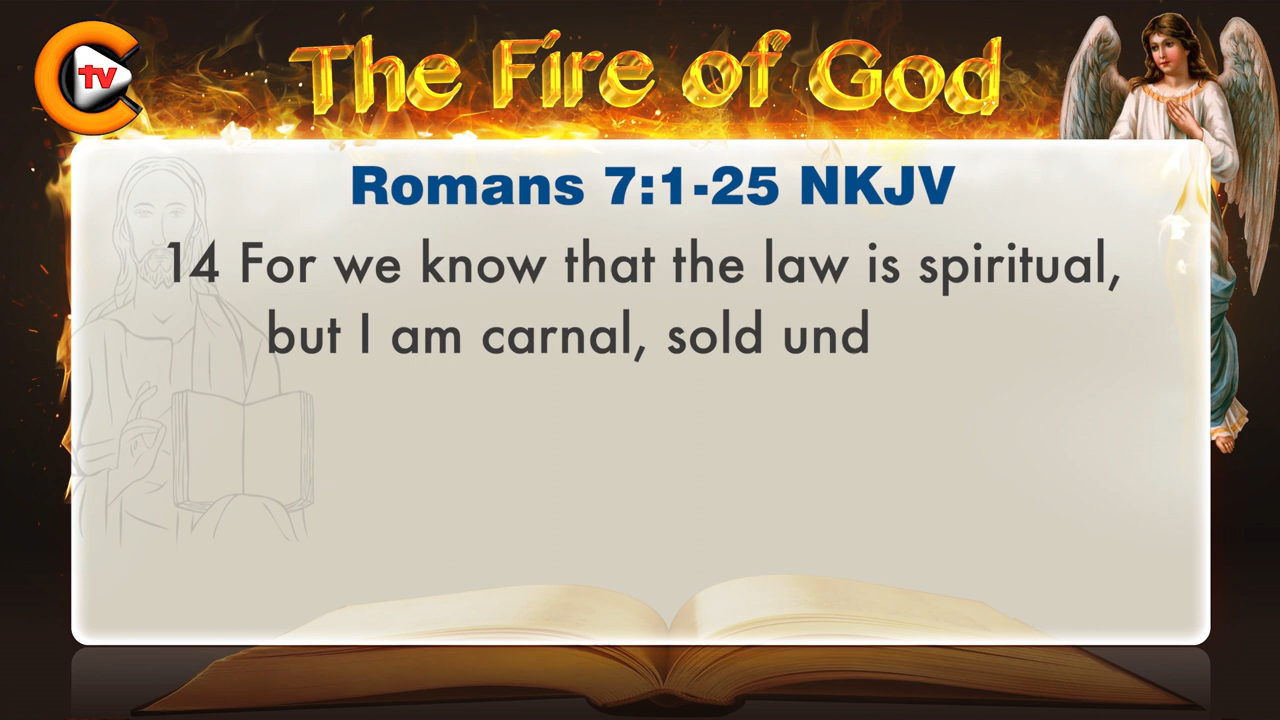 tv
The Fire of God
Romans 7:1-25 NKJV
14 For we know that the law is spiritual,
but I am carnal, sold und